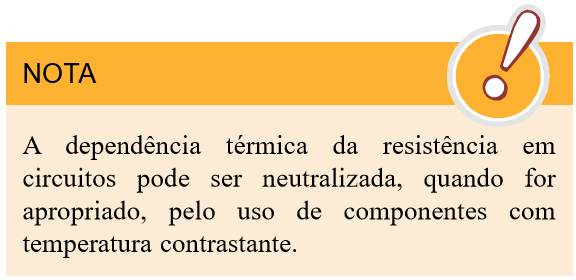 NOTA
A dependência térmica da resistência em
circuitos pode ser neutralizada, quando for
apropriado, pelo uso de componentes com
temperatura contrastante.